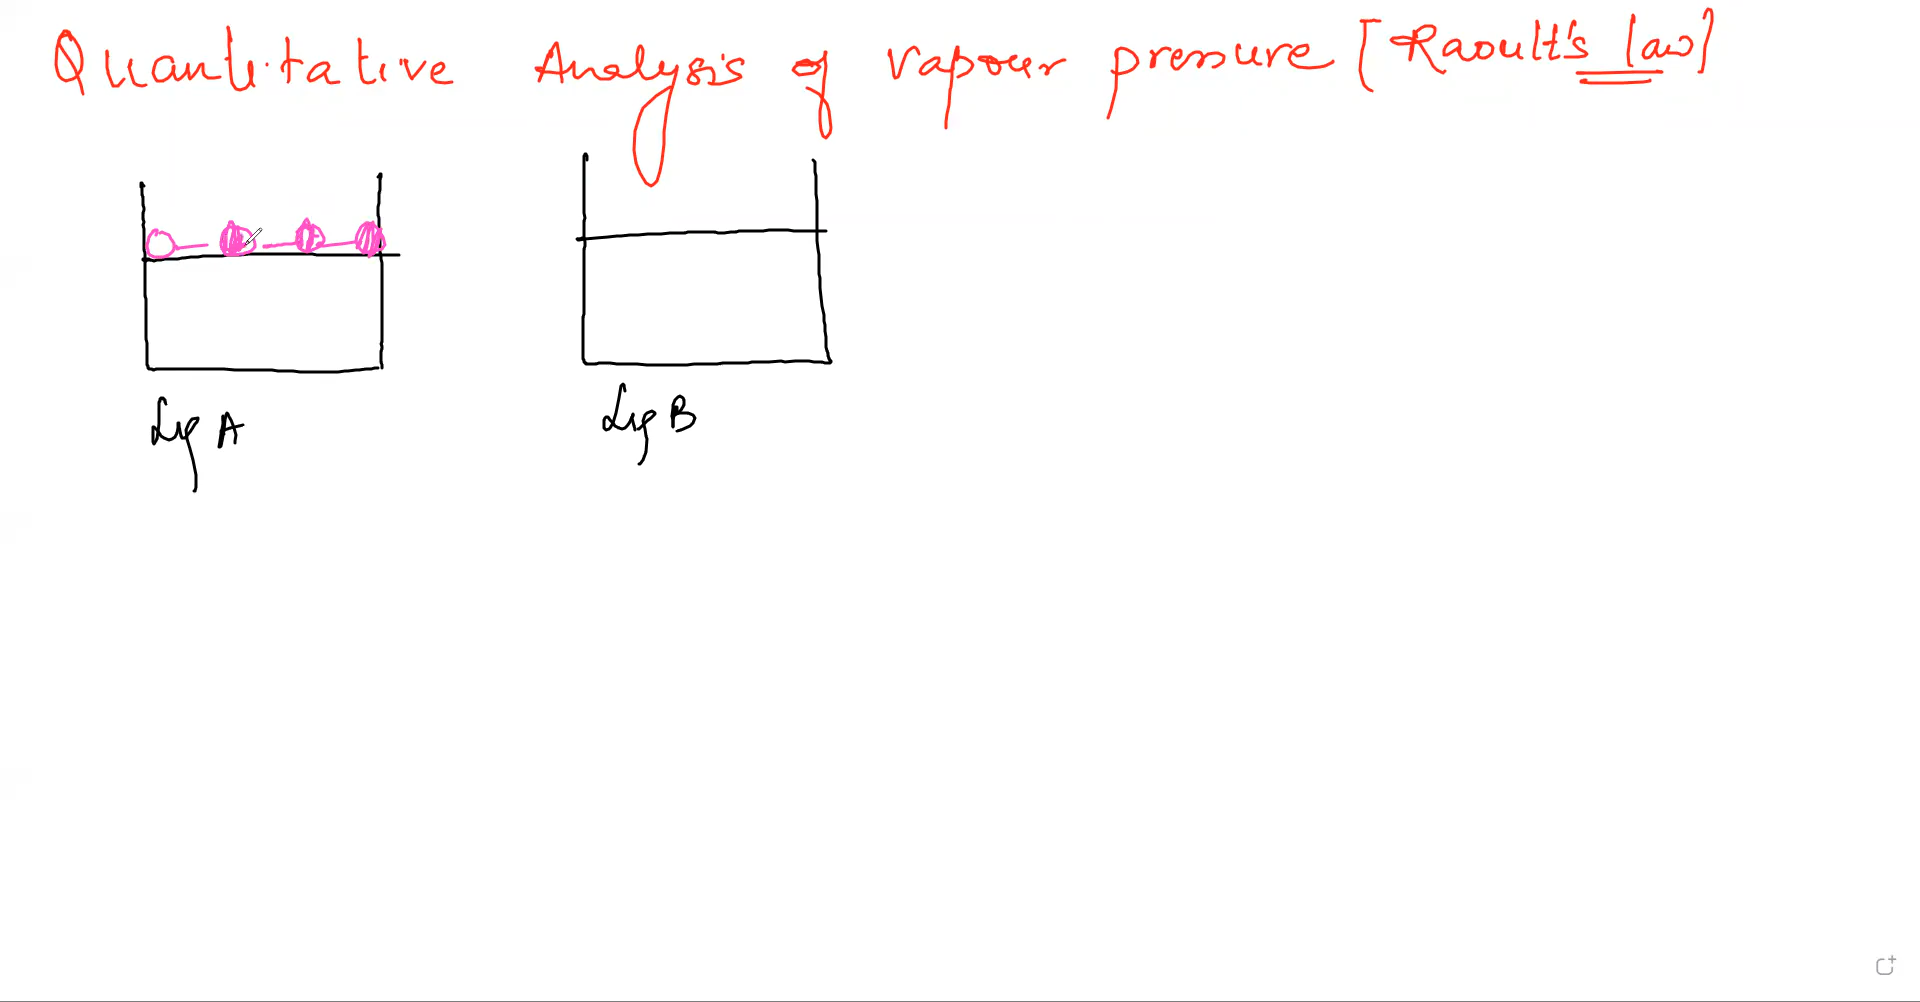 Quantitative Analysis of vapour pressure [Raoult's law]
Liq A
Liq B